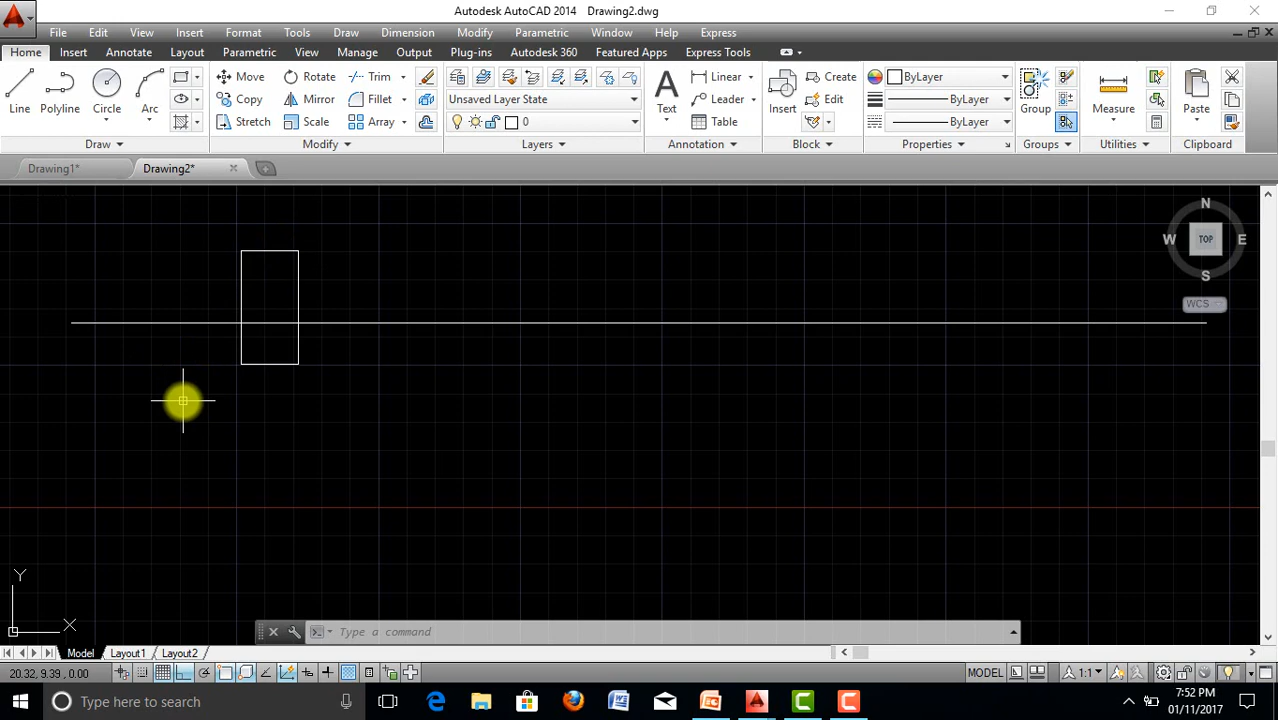 Autodesk AutoCAD 2014 Drawing2.dwg
File Edit View Insert Format Tools Draw Dimension Modify Parametric Window Help Express
Home Insert Annotate Layout Parametric View Manage Output Plug-ins Autodesk 360 Featured Apps Express Tools
Line Polyline Circle Arc
Draw
Move Rotate Trim
Copy Mirror Fillet
Stretch Scale Array
Modify
Unsaved Layer State
0
Layers
Text
Linear
Leader
Table
Annotation
Insert
Create
Edit
Block
ByLayer
ByLayer
ByLayer
Properties
Group
Groups
Measure
Utilities
Paste
Clipboard
Drawing1* Drawing2*
N
W TOP E
S
WCS
Y
X
Type a command
Model Layout1 Layout2
20.32, 9.39 , 0.00 MODEL 1:1
Type here to search
7:52 PM
01/11/2017